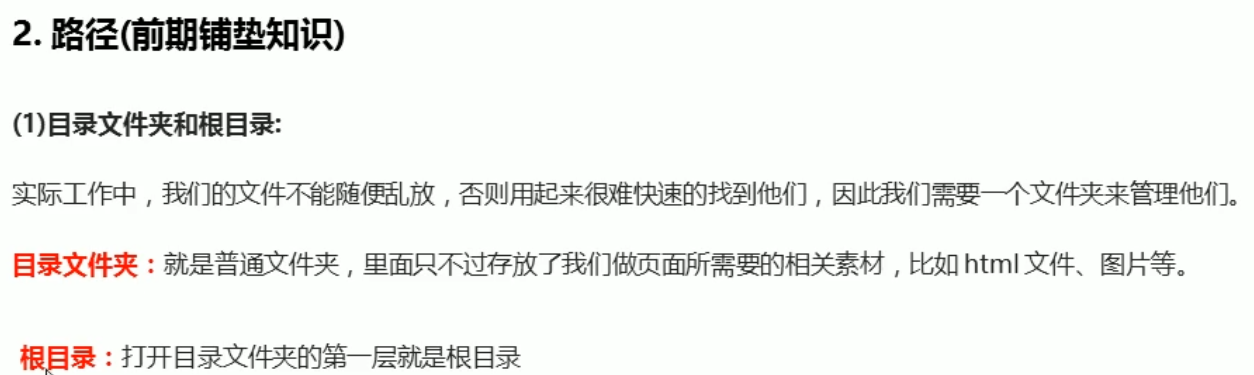 2. 路径(前期铺垫知识)
(1)目录文件夹和根目录:
实际工作中，我们的文件不能随便乱放，否则用起来很难快速的找到他们，因此我们需要一个文件夹来管理他们。
目录文件夹：就是普通文件夹，里面只不过存放了我们做页面所需要的相关素材，比如 html 文件、图片等。
根目录：打开目录文件夹的第一层就是根目录